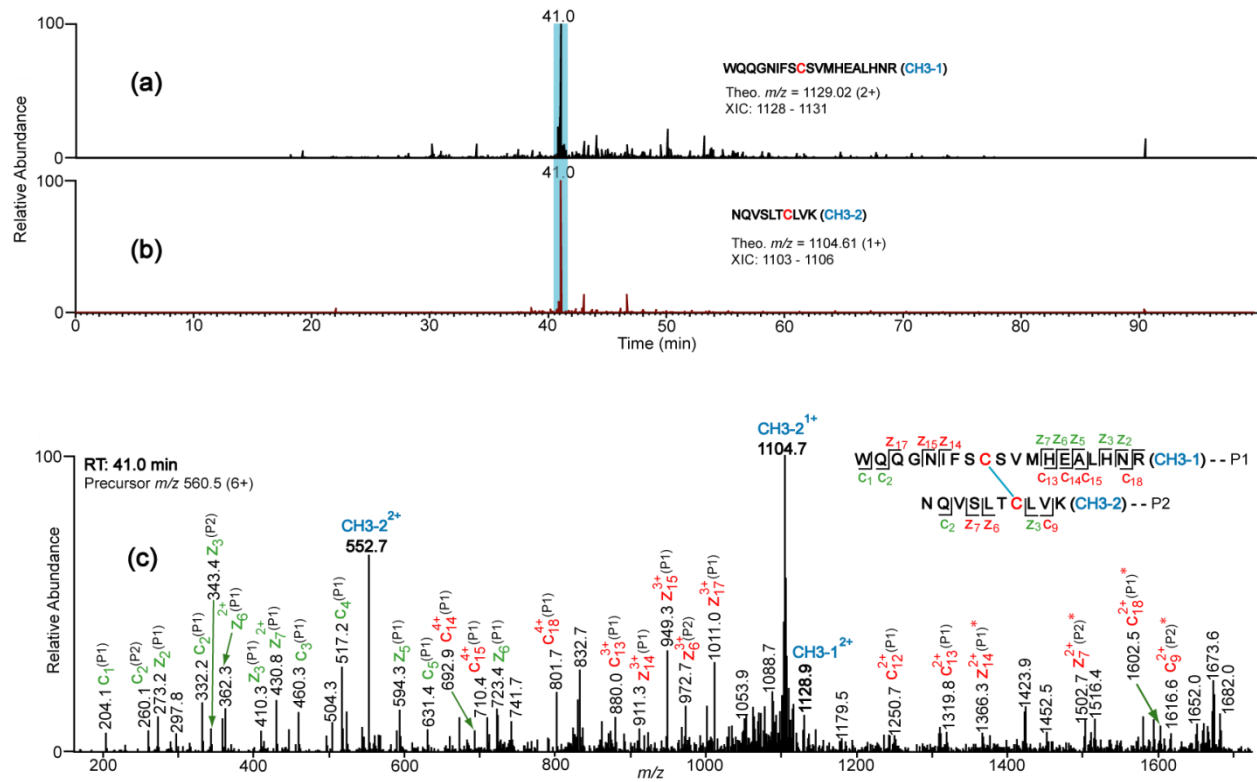 100
41.0
(a)
WQQGNIFSCSVMHEALHNR (CH3-1)
Theo. m/z = 1129.02 (2+)
XIC: 1128 - 1131
Relative Abundance
0
100
41.0
(b)
NQVSLTCLVK (CH3-2)
Theo. m/z = 1104.61 (1+)
XIC: 1103 - 1106
0
0 10 20 30 40 50 60 70 80 90
Time (min)
100
RT: 41.0 min
Precursor m/z 560.5 (6+)
(c)
Relative Abundance
0
CH3-2²⁺
552.7
CH3-2¹⁺
1104.7
CH3-1²⁺
1128.9
Z17 Z15 Z14 Z7 Z6 Z5 Z3 Z2
WQQGNIFSCSVMHEALHNR (CH3-1) -- P1
C1 C2 C13 C14 C15 C18
NQVSLTCLVK (CH3-2) -- P2
C2 Z7 Z6 Z3 C9
204.1 C1(P1)
260.1 C2(P2)
273.2 Z2(P1)
297.8
332.2 C2(P1)
343.4 Z3(P2)
362.3 ²⁺Z6(P1)
410.3 Z3(P1)
430.8 ²⁺Z7(P1)
460.3 C3(P1)
504.3
517.2 C4(P1)
594.3 Z5(P1)
631.4 C5(P1)
692.9 ⁴⁺C14(P1)
710.4 ⁴⁺C15(P1)
723.4 Z6(P1)
741.7
801.7 ⁴⁺C18(P1)
832.7
880.0 ³⁺C13(P1)
911.3 ³⁺Z14(P1)
949.3 ³⁺Z15(P1)
972.7 ³⁺Z6(P2)
1011.0 ³⁺Z17(P1)
1053.9
1088.7
1179.5
1250.7 ²⁺C12(P1)
1319.8 ²⁺C13(P1)
1366.3 ²⁺Z14(P1)*
1423.9
1452.5
1502.7 ²⁺Z7(P2)*
1516.4
1602.5 ²⁺C18(P1)*
1616.6 ²⁺C9(P2)*
1652.0
1673.6
1682.0
200 400 600 800 1000 1200 1400 1600
m/z